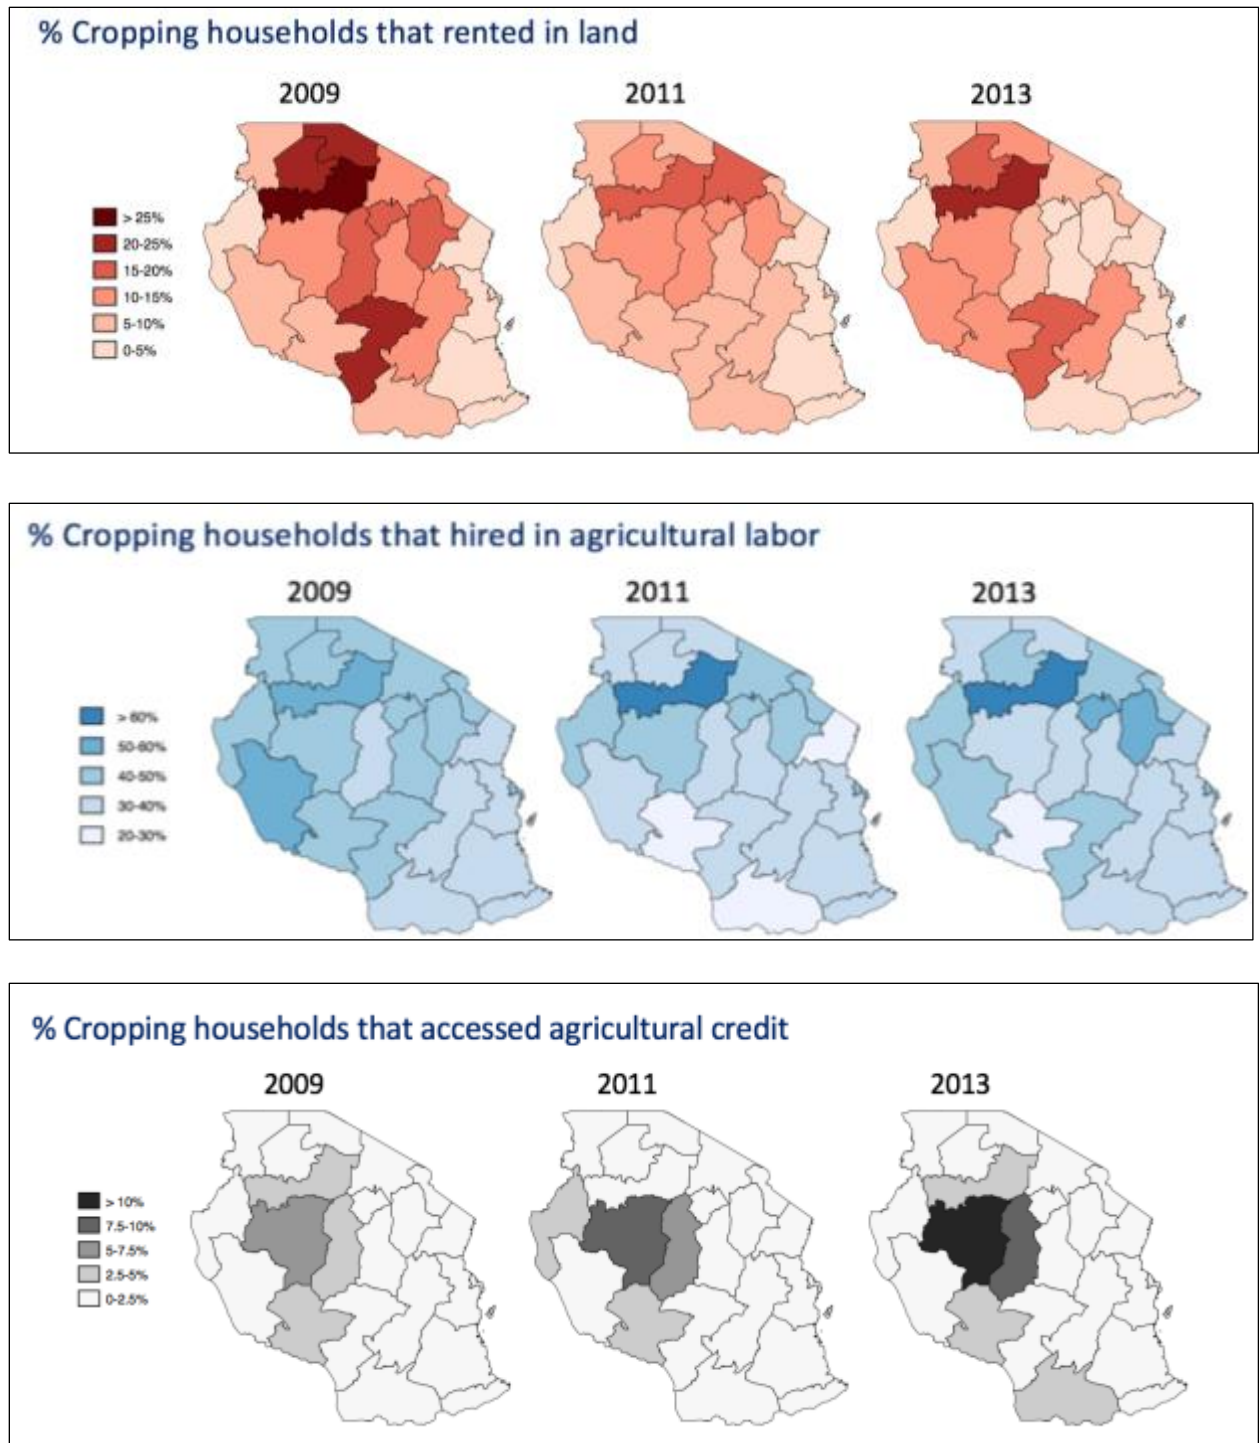 % Cropping households that rented in land
2009 2011 2013
> 25%
20-25%
15-20%
10-15%
5-10%
0-5%
% Cropping households that hired in agricultural labor
2009 2011 2013
> 60%
50-60%
40-50%
30-40%
20-30%
% Cropping households that accessed agricultural credit
2009 2011 2013
> 10%
7.5-10%
5-7.5%
2.5-5%
0-2.5%